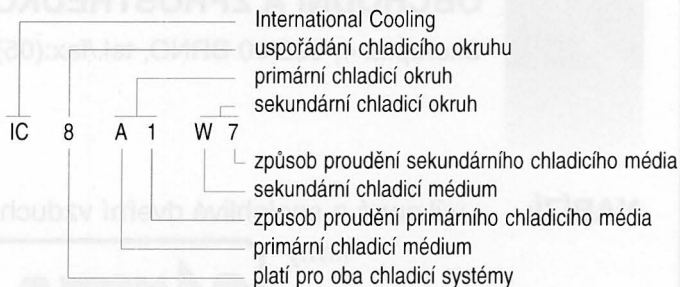 International Cooling
uspořádání chladicího okruhu
primární chladicí okruh
sekundární chladicí okruh
IC 8 A 1 W 7
způsob proudění sekundárního chladicího média
sekundární chladicí médium
způsob proudění primárního chladicího média
primární chladicí médium
platí pro oba chladicí systémy